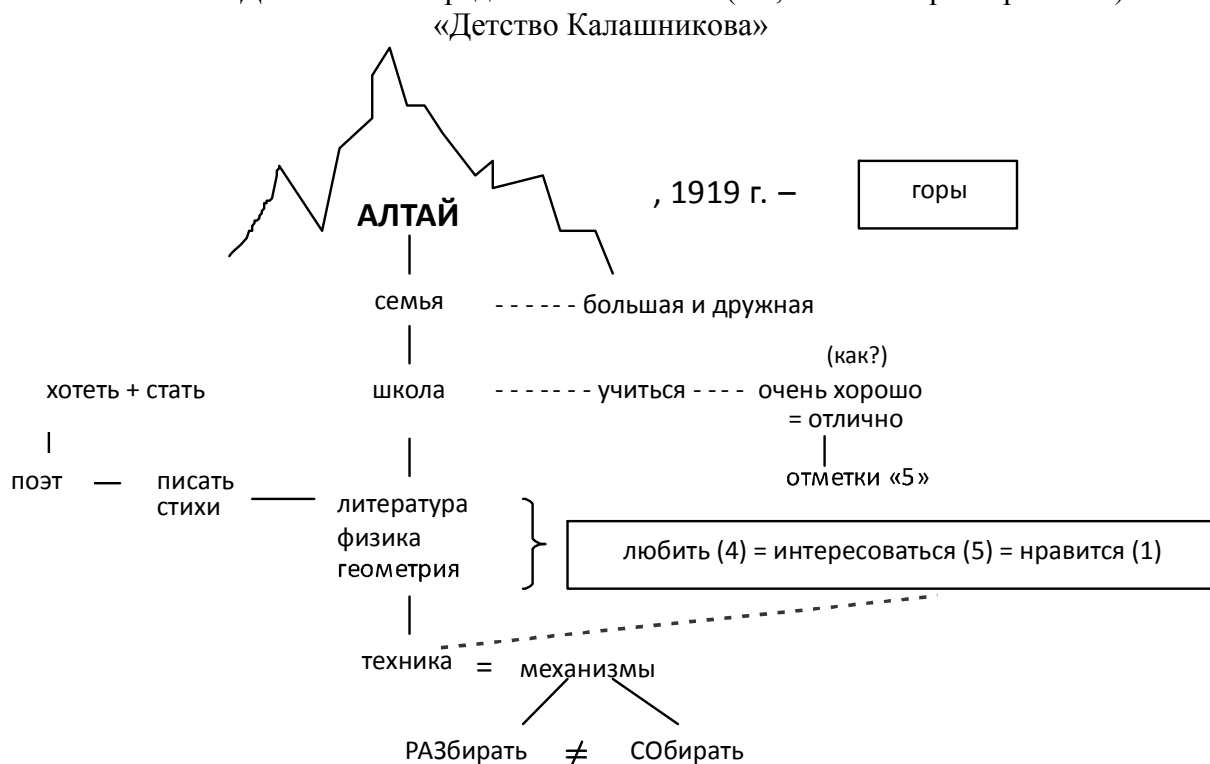 «Детство Калашникова»
АЛТАЙ , 1919 г. – горы
семья - - - - - - большая и дружная
(как?)
хотеть + стать школа - - - - - - - учиться - - - - очень хорошо
= отлично
поэт — писать стихи литература отметки «5»
физика
геометрия
любить (4) = интересоваться (5) = нравится (1)
техника = механизмы
РАЗбирать ≠ СОбирать